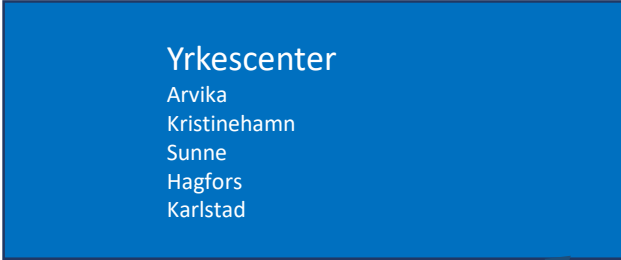 Yrkescenter
Arvika
Kristinehamn
Sunne
Hagfors
Karlstad